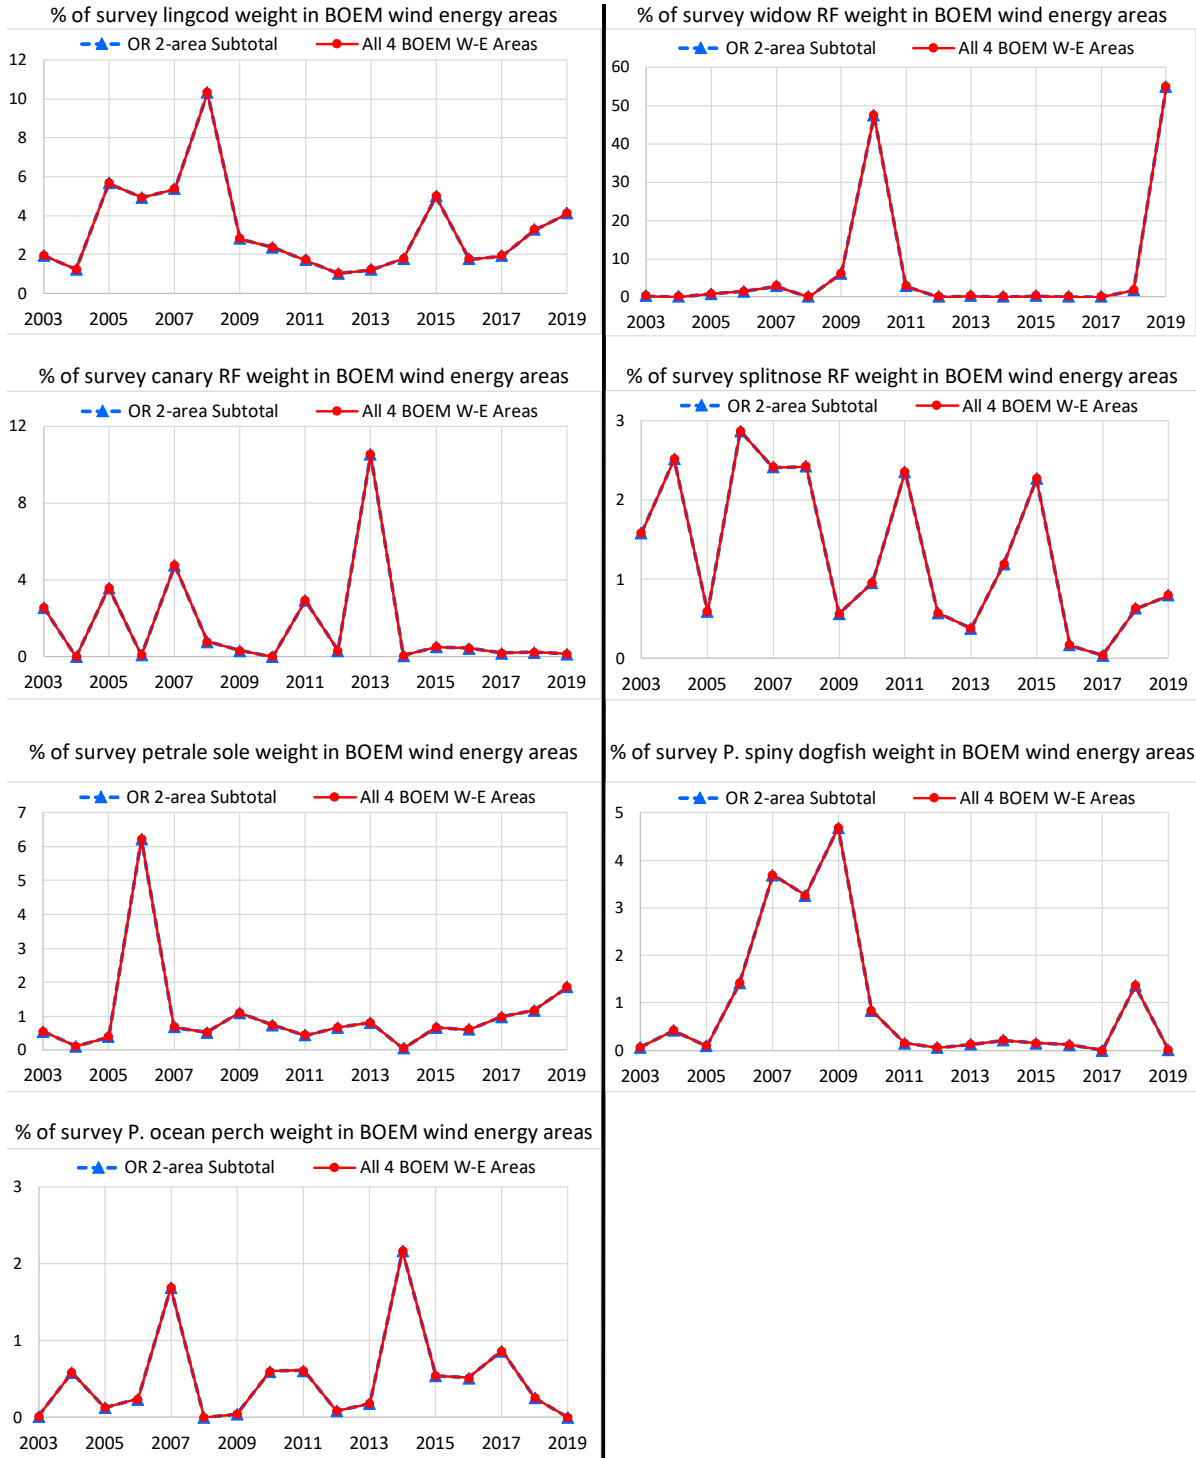 % of survey lingcod weight in BOEM wind energy areas
OR 2-area Subtotal All 4 BOEM W-E Areas
12
10
8
6
4
2
0
2003 2005 2007 2009 2011 2013 2015 2017 2019
% of survey widow RF weight in BOEM wind energy areas
OR 2-area Subtotal All 4 BOEM W-E Areas
60
50
40
30
20
10
0
2003 2005 2007 2009 2011 2013 2015 2017 2019
% of survey canary RF weight in BOEM wind energy areas
OR 2-area Subtotal All 4 BOEM W-E Areas
12
8
4
0
2003 2005 2007 2009 2011 2013 2015 2017 2019
% of survey splitnose RF weight in BOEM wind energy areas
OR 2-area Subtotal All 4 BOEM W-E Areas
3
2
1
0
2003 2005 2007 2009 2011 2013 2015 2017 2019
% of survey petrale sole weight in BOEM wind energy areas
OR 2-area Subtotal All 4 BOEM W-E Areas
7
6
5
4
3
2
1
0
2003 2005 2007 2009 2011 2013 2015 2017 2019
% of survey P. spiny dogfish weight in BOEM wind energy areas
OR 2-area Subtotal All 4 BOEM W-E Areas
5
4
3
2
1
0
2003 2005 2007 2009 2011 2013 2015 2017 2019
% of survey P. ocean perch weight in BOEM wind energy areas
OR 2-area Subtotal All 4 BOEM W-E Areas
3
2
1
0
2003 2005 2007 2009 2011 2013 2015 2017 2019